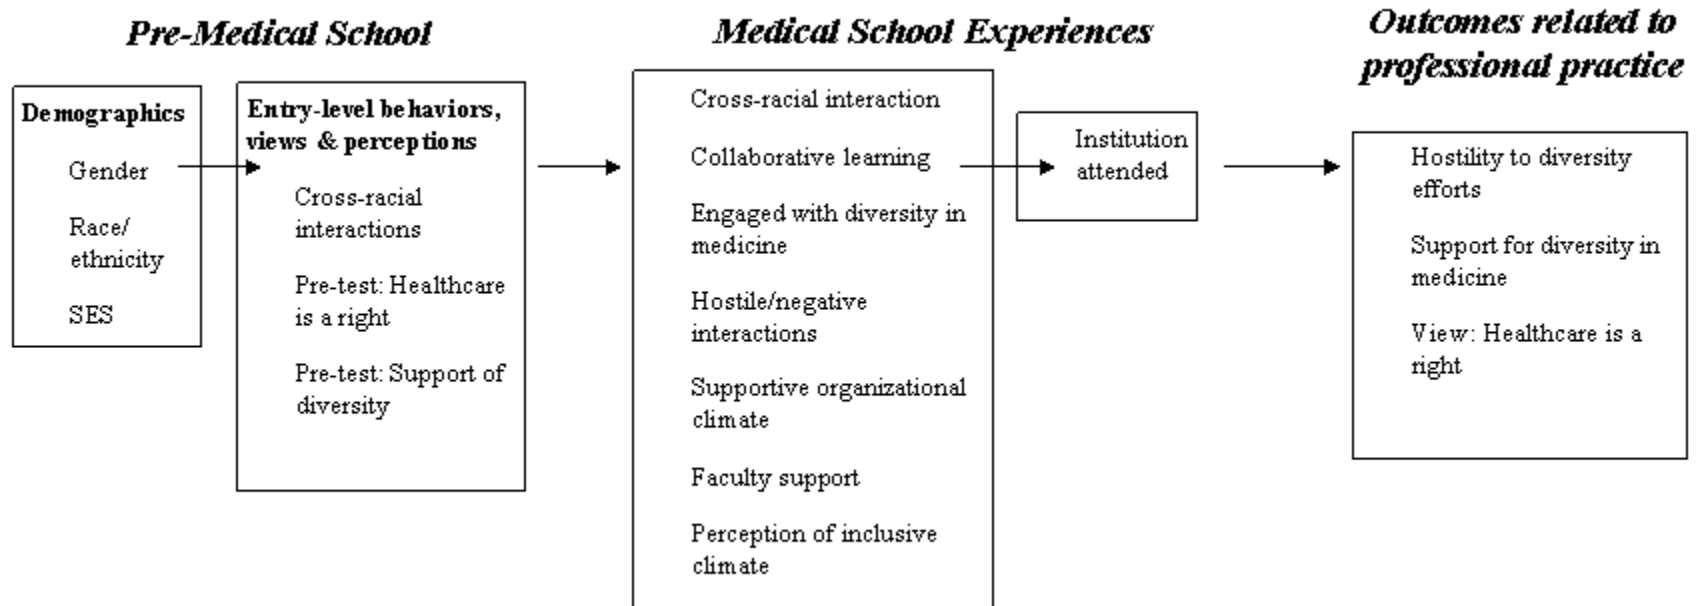 Pre-Medical School
Demographics
Gender
Race/
ethnicity
SES
Entry-level behaviors,
views & perceptions
Cross-racial
interactions
Pre-test: Healthcare
is a right
Pre-test: Support of
diversity
Medical School Experiences
Cross-racial interaction
Collaborative learning
Engaged with diversity in
medicine
Hostile/negative
interactions
Supportive organizational
climate
Faculty support
Perception of inclusive
climate
Institution
attended
Outcomes related to
professional practice
Hostility to diversity
efforts
Support for diversity in
medicine
View: Healthcare is a
right